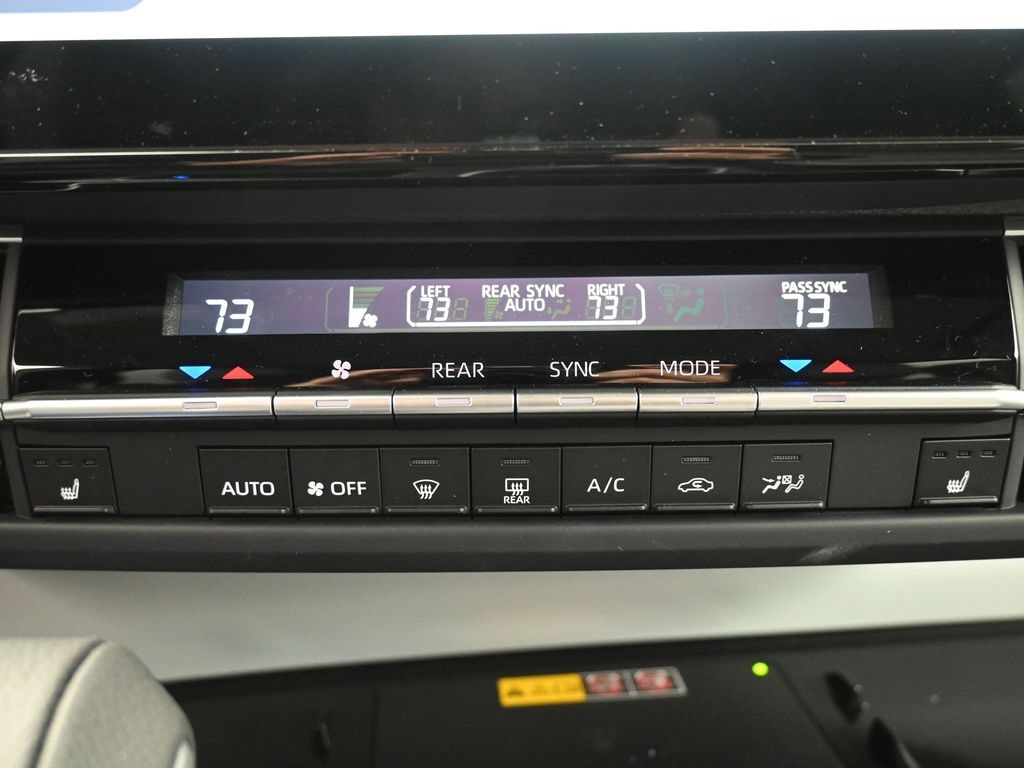 73
LEFT
73
REAR SYNC
AUTO
RIGHT
73
PASS SYNC
73
REAR
SYNC
MODE
AUTO
OFF
REAR
A/C